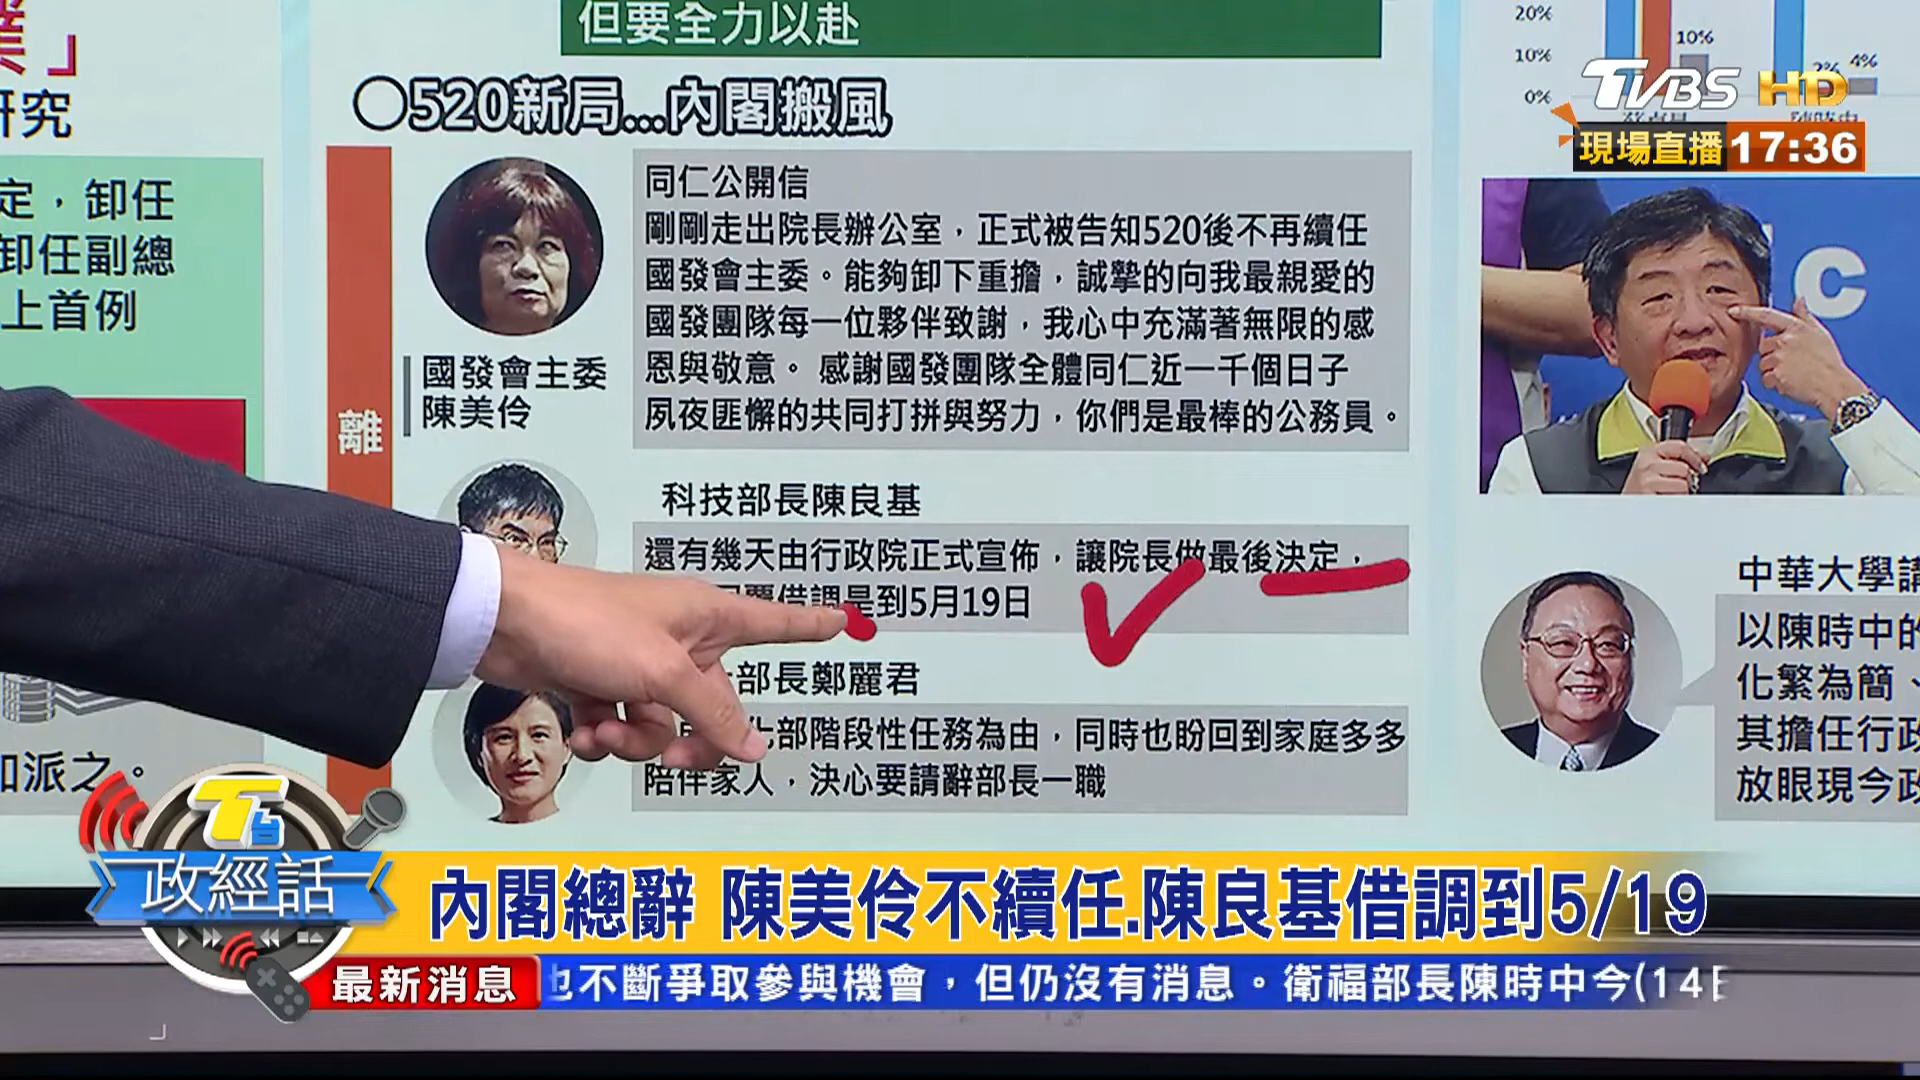 但要全力以赴
研究
定，卸任
卸任副總
上首例
和派之。
○520新局...內閣搬風
離
國發會主委
陳美伶
同仁公開信
剛剛走出院長辦公室，正式被告知520後不再續任
國發會主委。能夠卸下重擔，誠摯的向我最親愛的
國發團隊每一位夥伴致謝，我心中充滿著無限的感
恩與敬意。感謝國發團隊全體同仁近一千個日子
夙夜匪懈的共同打拼與努力，你們是最棒的公務員。
科技部長陳良基
還有幾天由行政院正式宣佈，讓院長做最後決定，
借調是到5月19日
部長鄭麗君
化部階段性任務為由，同時也盼回到家庭多多
陪伴家人，決心要請辭部長一職
20%
10%
0%
10%
2%
4%
TVBS HD
現場直播 17:36
C
中華大學講
以陳時中的
化繁為簡、
其擔任行政
放眼現今政
T台
政經話
內閣總辭 陳美伶不續任.陳良基借調到5/19
最新消息
也不斷爭取參與機會，但仍沒有消息。衛福部長陳時中今(14日